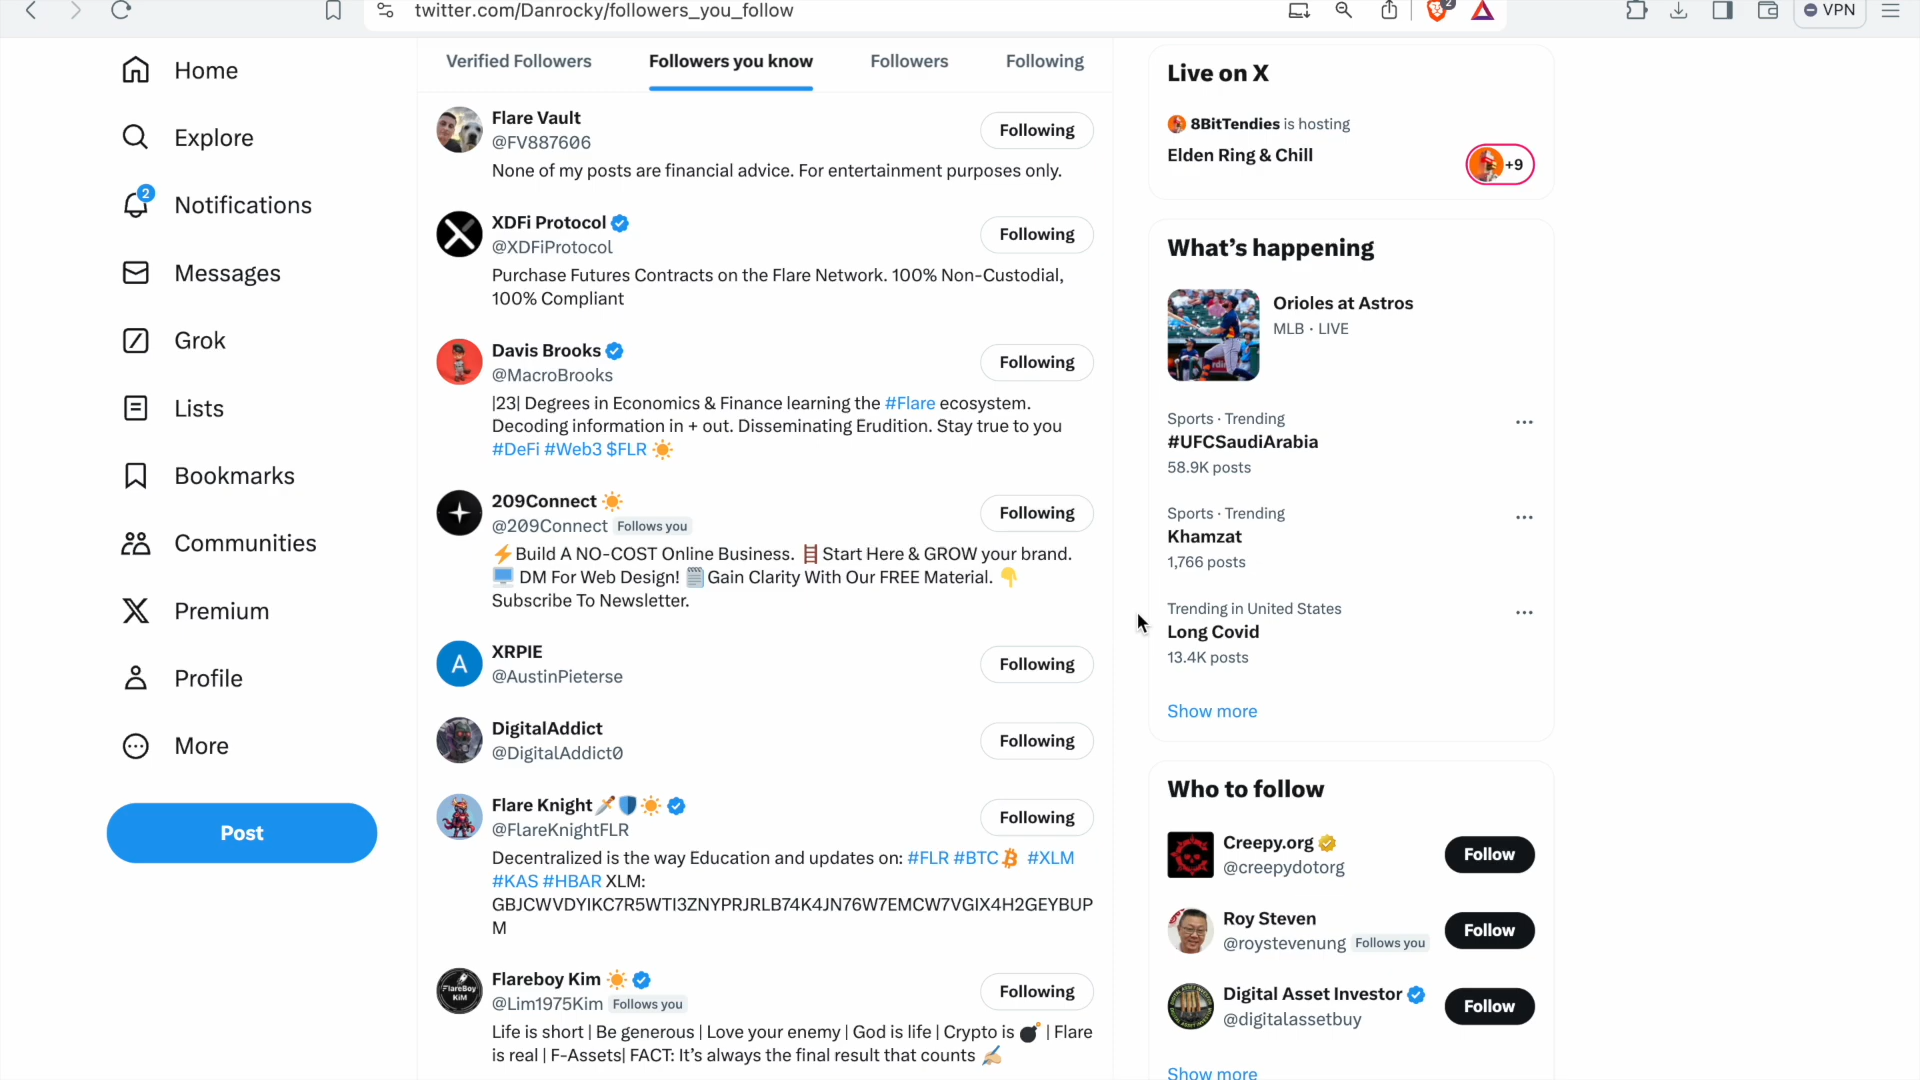 twitter.com/Danrocky/followers_you_follow
2
VPN
Home
Explore
2
Notifications
Messages
Grok
Lists
Bookmarks
Communities
Premium
Profile
More
Post
Verified Followers
Followers you know
Followers
Following
Flare Vault
@FV887606
Following
None of my posts are financial advice. For entertainment purposes only.
XDFi Protocol
@XDFiProtocol
Following
Purchase Futures Contracts on the Flare Network. 100% Non-Custodial,
100% Compliant
Davis Brooks
@MacroBrooks
Following
|23| Degrees in Economics & Finance learning the #Flare ecosystem.
Decoding information in + out. Disseminating Erudition. Stay true to you
#DeFi #Web3 $FLR ☀️
209Connect ☀️
@209Connect Follows you
Following
⚡Build A NO-COST Online Business. 🪜Start Here & GROW your brand.
🖥️ DM For Web Design! 🗒️Gain Clarity With Our FREE Material. 👇
Subscribe To Newsletter.
A
XRPIE
@AustinPieterse
Following
DigitalAddict
@DigitalAddict0
Following
Flare Knight🗡️🛡️☀️
@FlareKnightFLR
Following
Decentralized is the way Education and updates on: #FLR #BTC #XLM
#KAS #HBAR XLM:
GBJCWVDYIKC7R5WTI3ZNYPRJRLB74K4JN76W7EMCW7VGIX4H2GEYBUP
M
FlareBoy
KiM
Flareboy Kim ☀️
@Lim1975Kim Follows you
Following
Life is short | Be generous | Love your enemy | God is life | Crypto is 💣 | Flare
is real | F-Assets| FACT: It's always the final result that counts ✍🏼
Live on X
8BitTendies is hosting
Elden Ring & Chill
+9
What's happening
Orioles at Astros
MLB · LIVE
Sports · Trending
#UFCSaudiArabia
58.9K posts
Sports · Trending
Khamzat
1,766 posts
Trending in United States
Long Covid
13.4K posts
Show more
Who to follow
Creepy.org
@creepydotorg
Follow
Roy Steven
@roystevenung Follows you
Follow
Digital Asset Investor
@digitalassetbuy
Follow
Show more